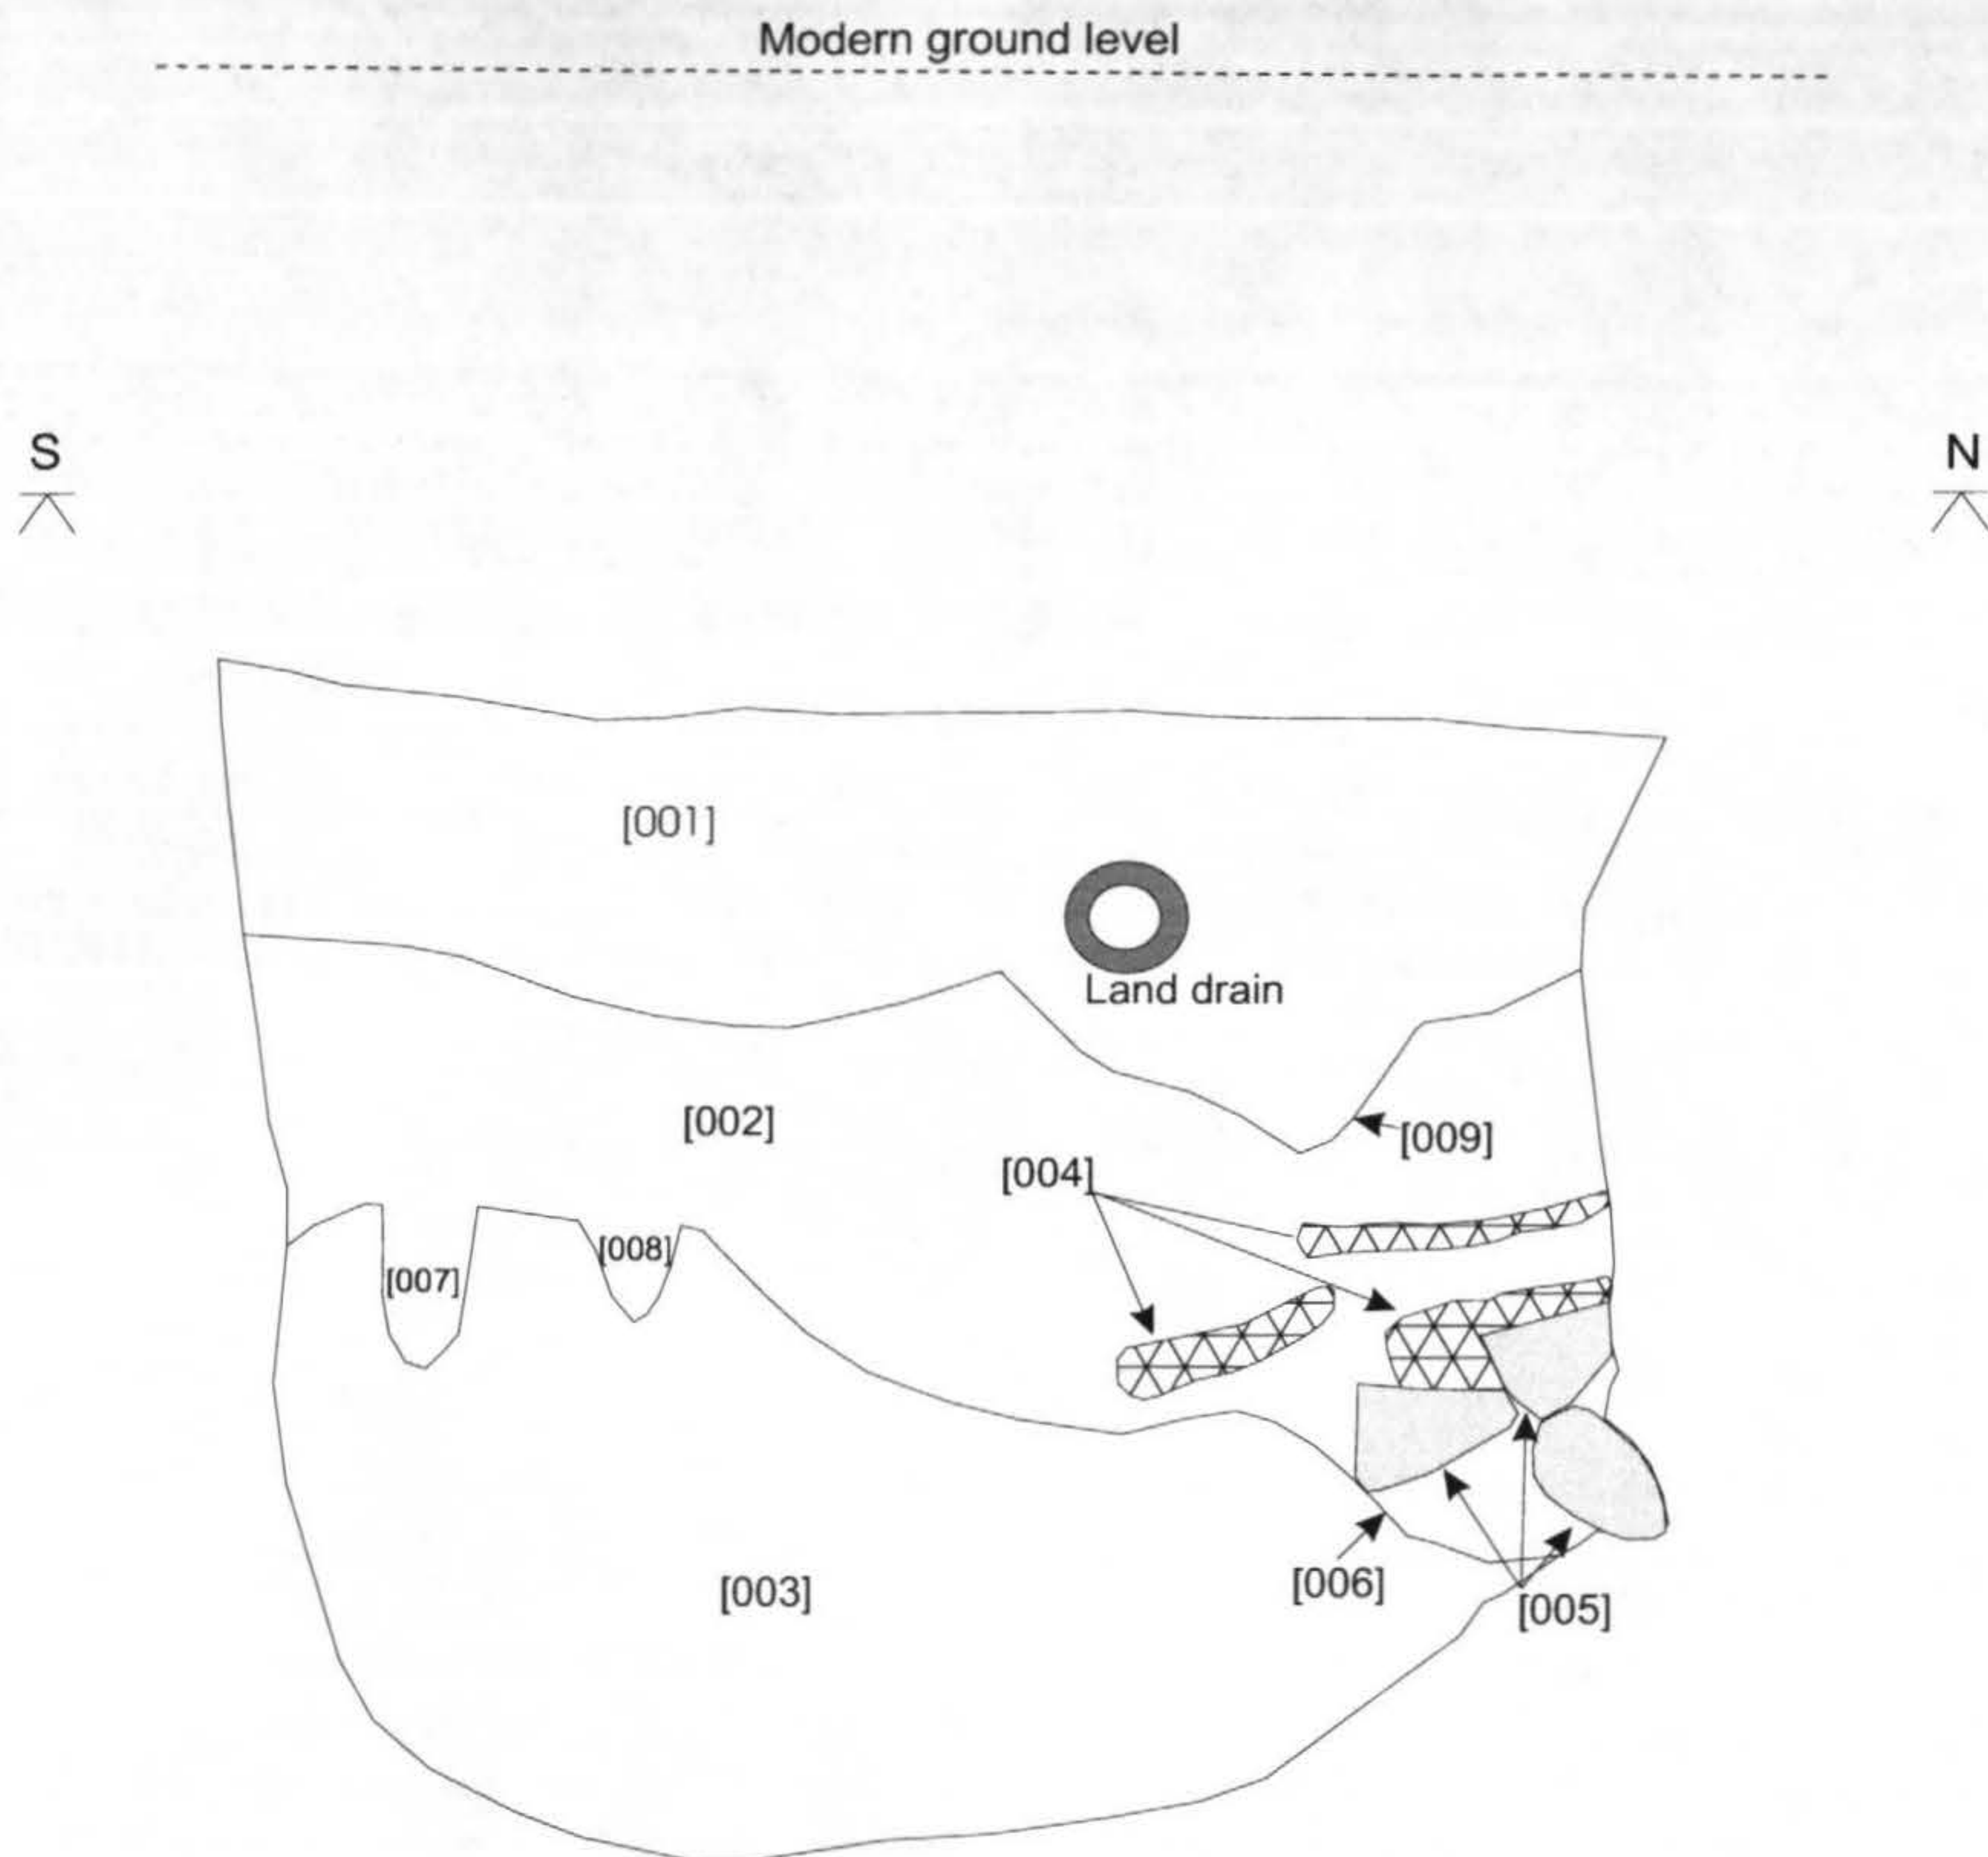 Modern ground level
S
N
[001]
Land drain
[002]
[009]
[004]
[008]
[007]
[003]
[006]
[005]